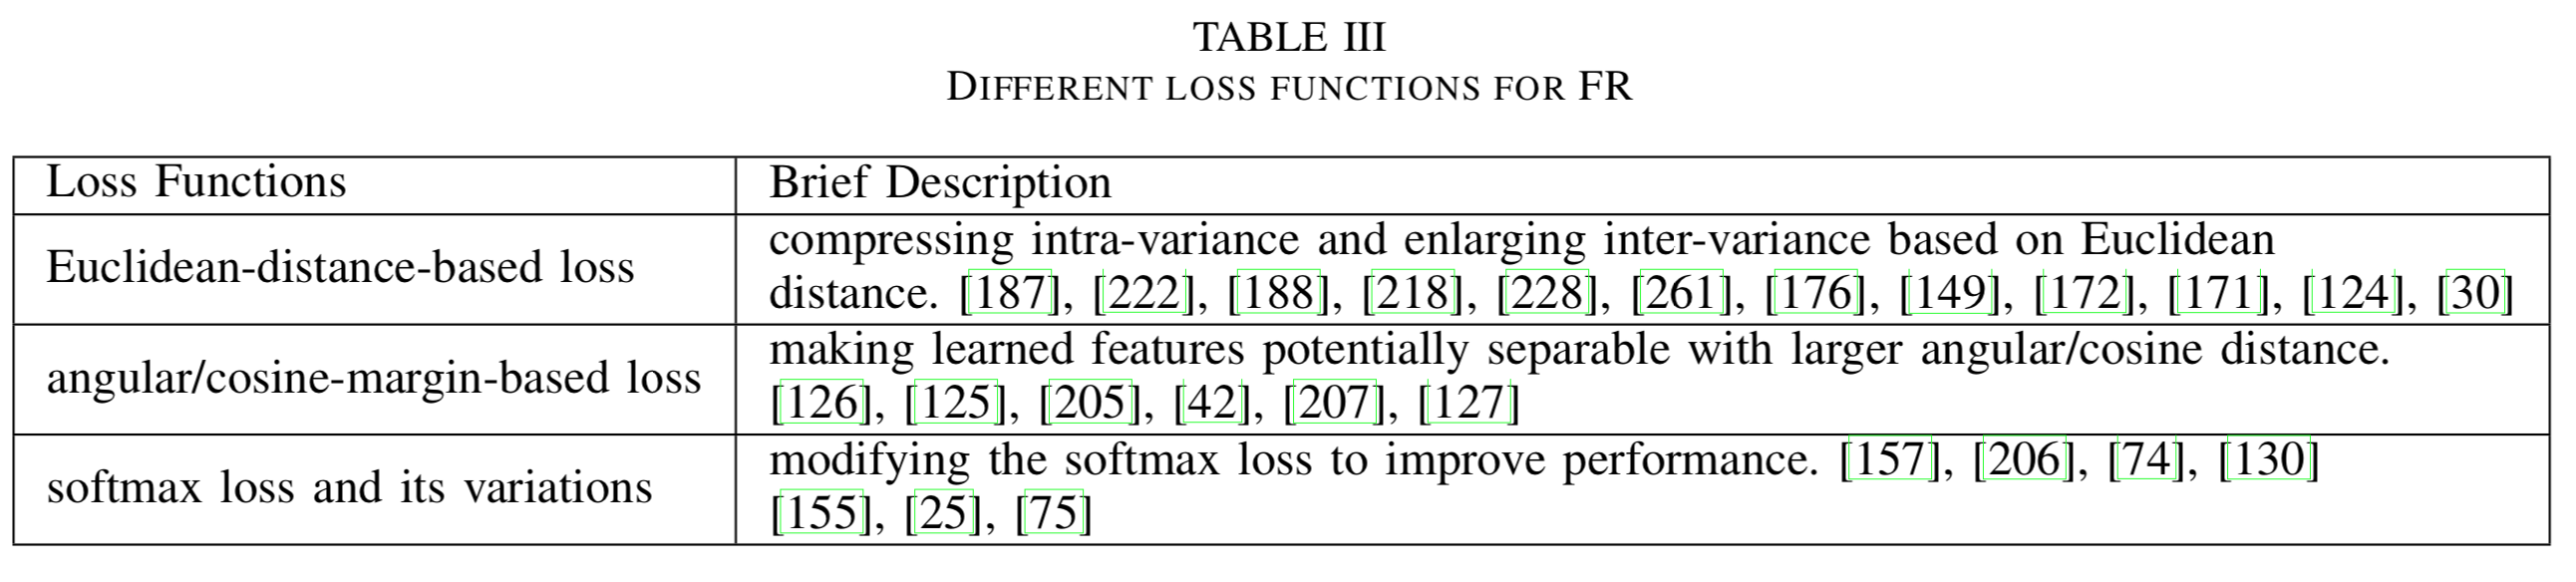 TABLE III
DIFFERENT LOSS FUNCTIONS FOR FR
Loss Functions
Brief Description
Euclidean-distance-based loss
compressing intra-variance and enlarging inter-variance based on Euclidean
distance. [187], [222], [188], [218], [228], [261], [176], [149], [172], [171], [124], [30]
angular/cosine-margin-based loss
making learned features potentially separable with larger angular/cosine distance.
[126], [125], [205], [42], [207], [127]
softmax loss and its variations
modifying the softmax loss to improve performance. [157], [206], [74], [130]
[155], [25], [75]